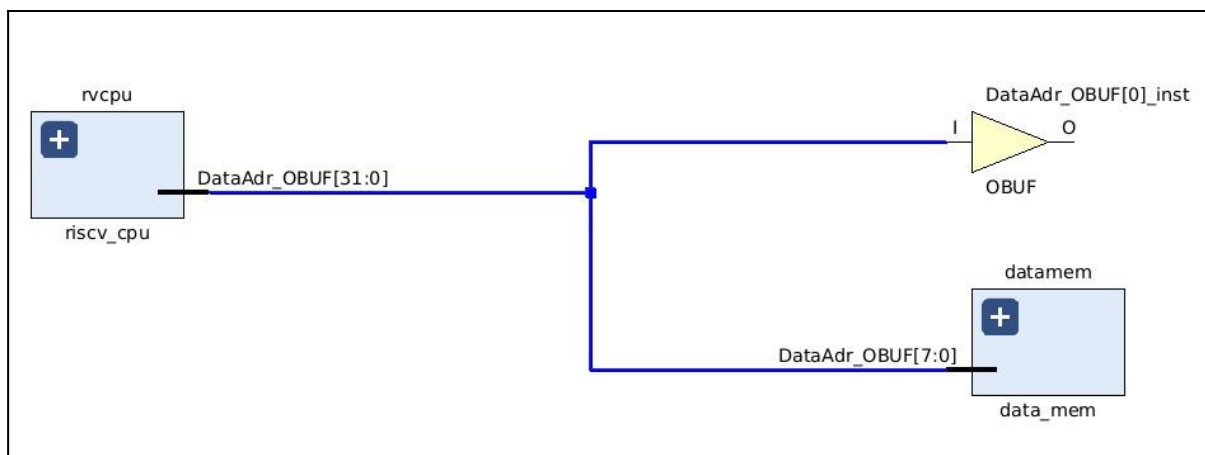 rvcpu
riscv_cpu
DataAdr_OBUF[31:0]
DataAdr_OBUF[0]_inst
I
O
OBUF
datamem
DataAdr_OBUF[7:0]
data_mem